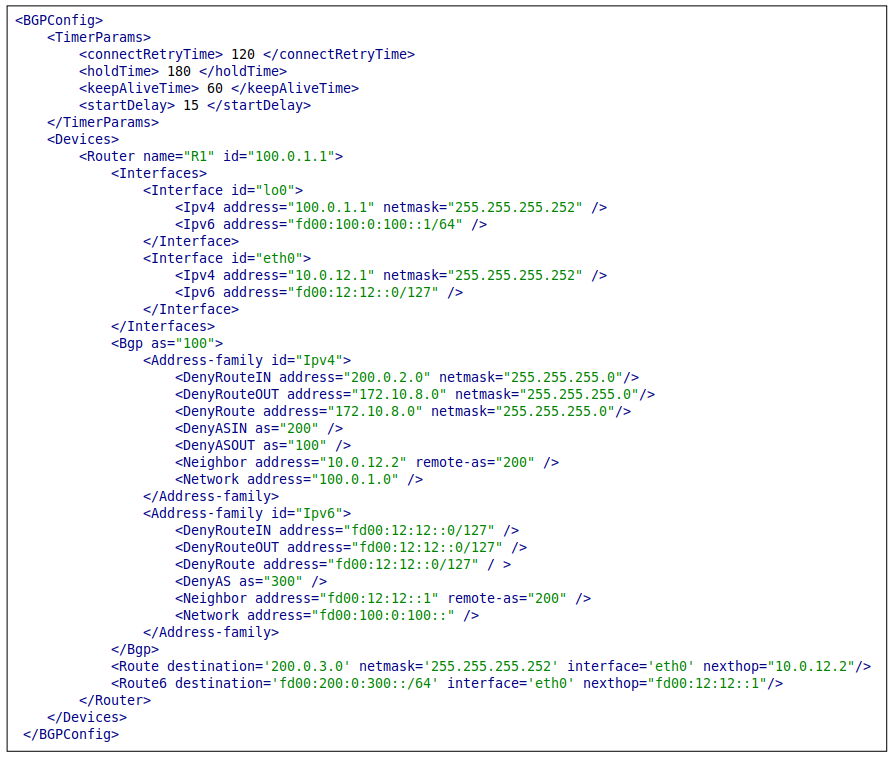 <BGPConfig>
    <TimerParams>
        <connectRetryTime> 120 </connectRetryTime>
        <holdTime> 180 </holdTime>
        <keepAliveTime> 60 </keepAliveTime>
        <startDelay> 15 </startDelay>
    </TimerParams>
    <Devices>
        <Router name="R1" id="100.0.1.1">
            <Interfaces>
                <Interface id="lo0">
                    <Ipv4 address="100.0.1.1" netmask="255.255.255.252" />
                    <Ipv6 address="fd00:100:0:100::1/64" />
                </Interface>
                <Interface id="eth0">
                    <Ipv4 address="10.0.12.1" netmask="255.255.255.252" />
                    <Ipv6 address="fd00:12:12::0/127" />
                </Interface>
            </Interfaces>
            <Bgp as="100">
                <Address-family id="Ipv4">
                    <DenyRouteIN address="200.0.2.0" netmask="255.255.255.0"/>
                    <DenyRouteOUT address="172.10.8.0" netmask="255.255.255.0"/>
                    <DenyRoute address="172.10.8.0" netmask="255.255.255.0"/>
                    <DenyASIN as="200" />
                    <DenyASOUT as="100" />
                    <Neighbor address="10.0.12.2" remote-as="200" />
                    <Network address="100.0.1.0" />
                </Address-family>
                <Address-family id="Ipv6">
                    <DenyRouteIN address="fd00:12:12::0/127" />
                    <DenyRouteOUT address="fd00:12:12::0/127" />
                    <DenyRoute address="fd00:12:12::0/127" / >
                    <DenyAS as="300" />
                    <Neighbor address="fd00:12:12::1" remote-as="200" />
                    <Network address="fd00:100:0:100::" />
                </Address-family>
            </Bgp>
            <Route destination='200.0.3.0' netmask='255.255.255.252' interface='eth0' nexthop="10.0.12.2"/>
            <Route6 destination='fd00:200:0:300::/64' interface='eth0' nexthop="fd00:12:12::1"/>
        </Router>
    </Devices>
 </BGPConfig>